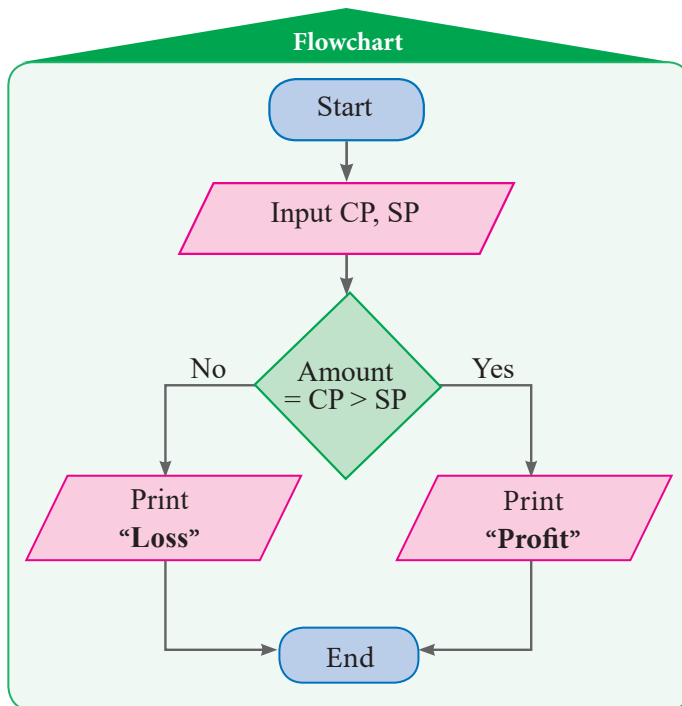 Flowchart
Start
Input CP, SP
Amount
= CP > SP
No
Yes
Print
“Loss”
Print
“Profit”
End